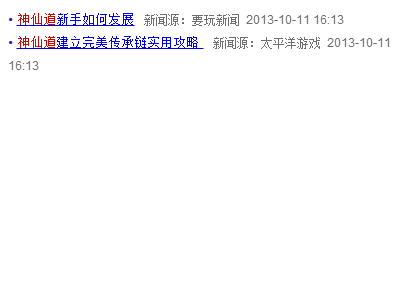 • 神仙道新手如何发展 新闻源：要玩新闻 2013-10-11 16:13
• 神仙道建立完美传承链实用攻略 新闻源：太平洋游戏 2013-10-11
16:13